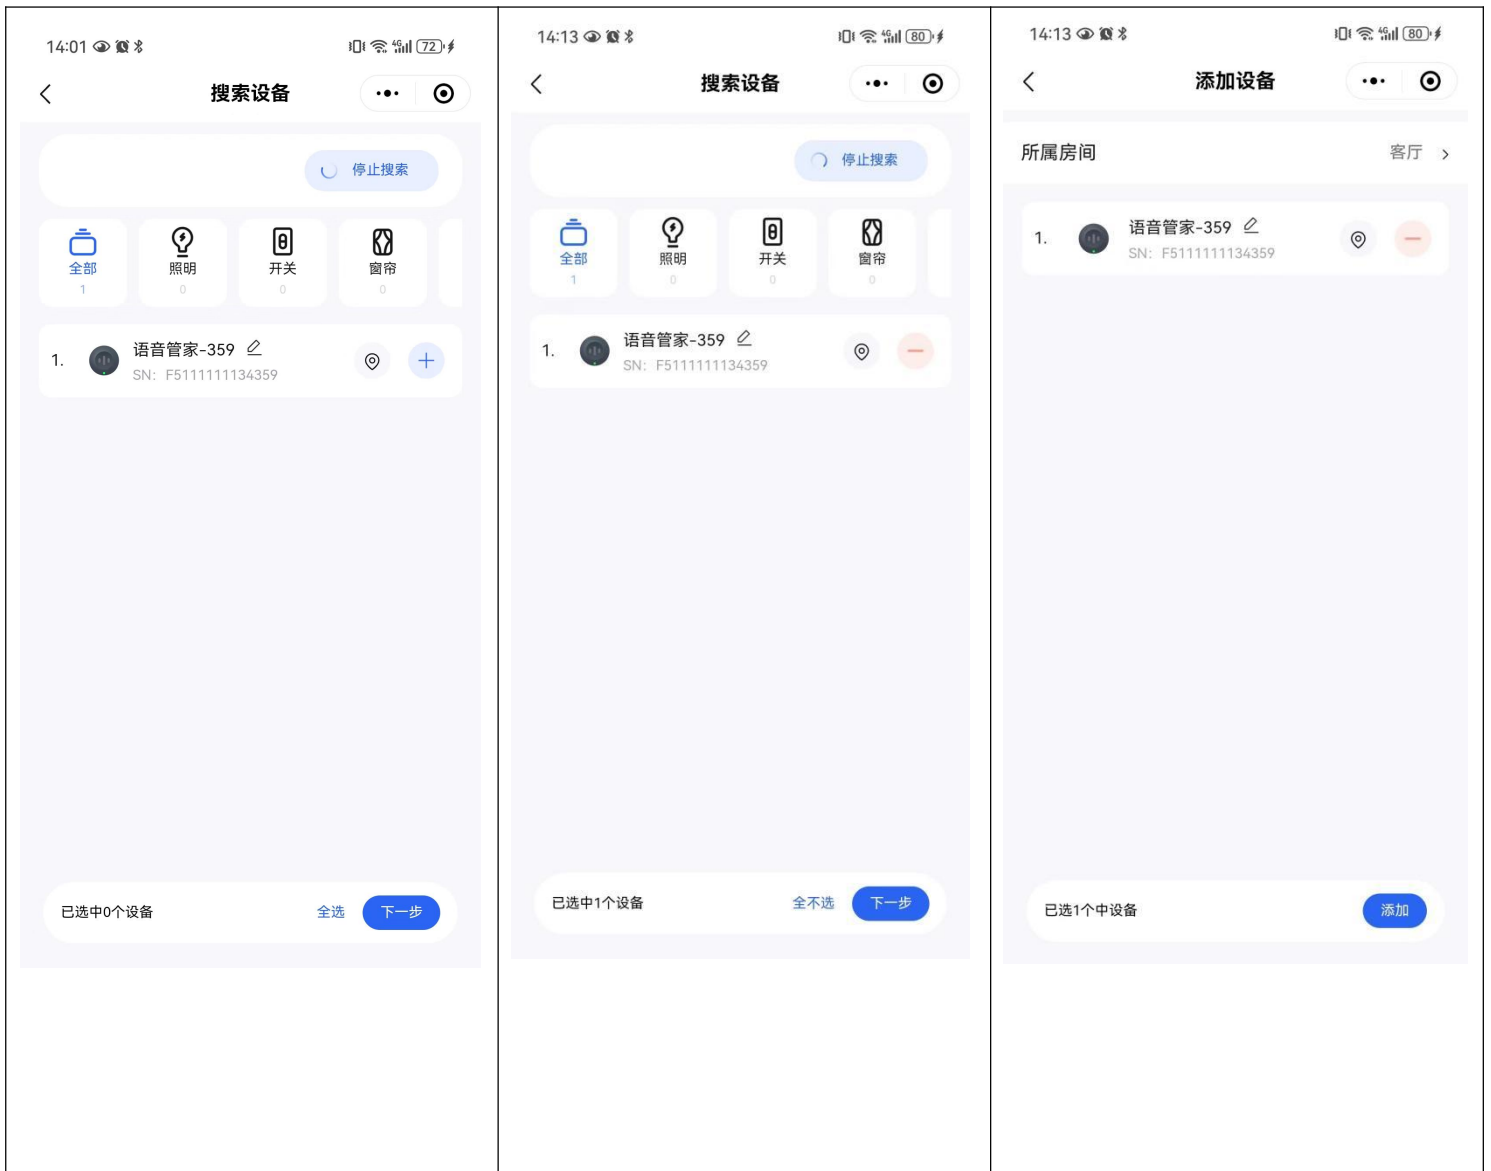 14:01
72
搜索设备
停止搜索
全部
照明
开关
窗帘
1
0
0
0
1.
语音管家-359
SN: F5111111134359
已选中0个设备
全选
下一步
14:13
80
搜索设备
停止搜索
全部
照明
开关
窗帘
1
0
0
0
1.
语音管家-359
SN: F5111111134359
已选中1个设备
全不选
下一步
14:13
80
添加设备
所属房间
客厅
1.
语音管家-359
SN: F5111111134359
已选1个中设备
添加